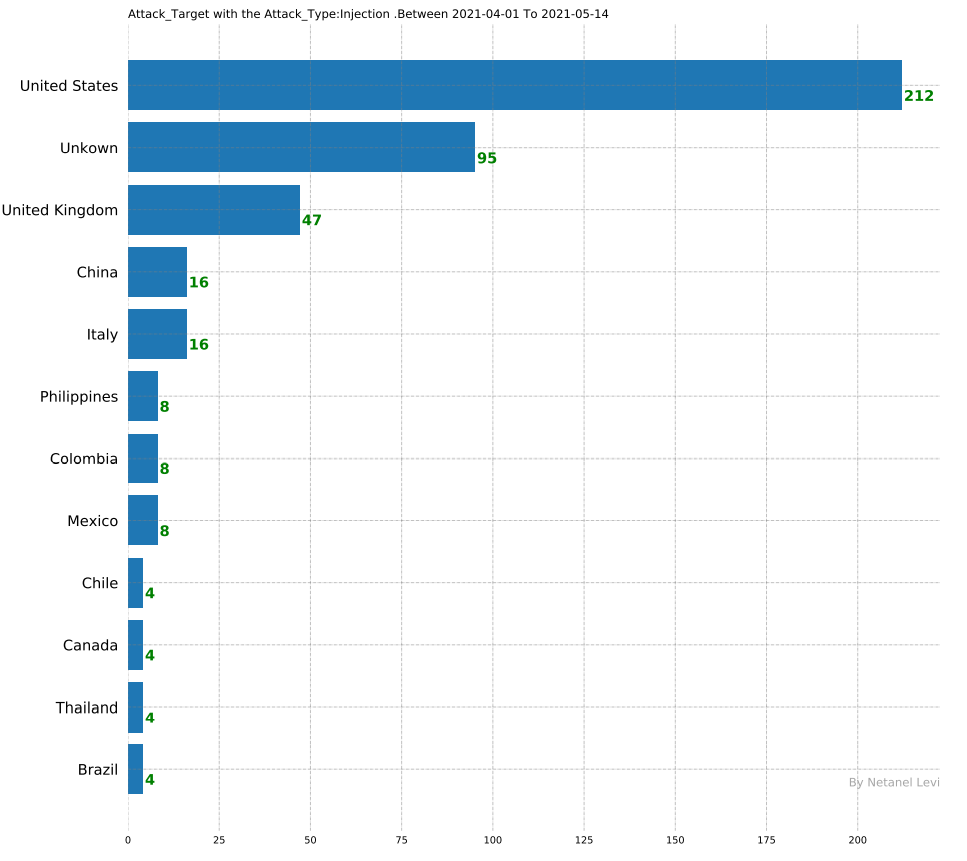 Attack_Target with the Attack_Type:Injection .Between 2021-04-01 To 2021-05-14
United States 212
Unkown 95
United Kingdom 47
China 16
Italy 16
Philippines 8
Colombia 8
Mexico 8
Chile 4
Canada 4
Thailand 4
Brazil 4
By Netanel Levi
0 25 50 75 100 125 150 175 200